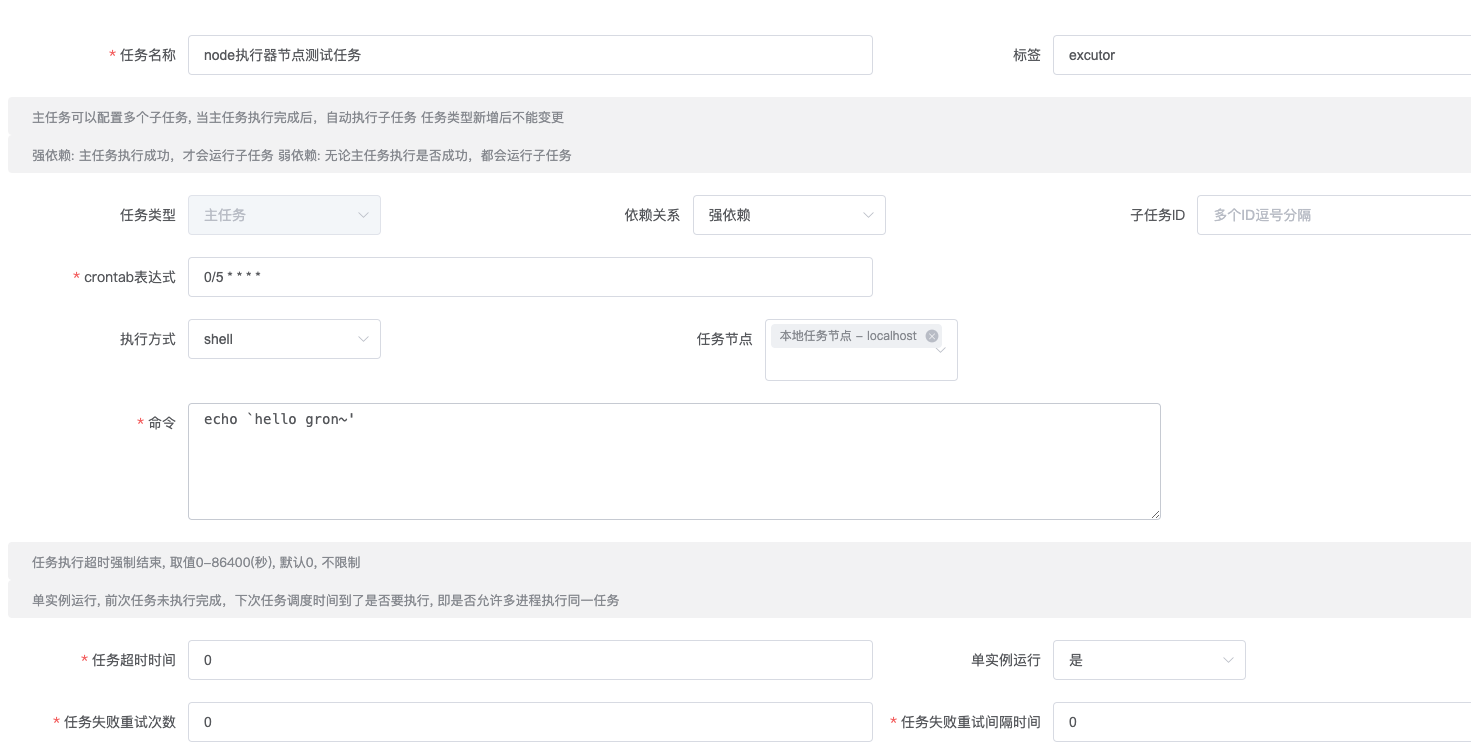 * 任务名称 node执行器节点测试任务 标签 excutor
主任务可以配置多个子任务, 当主任务执行完成后，自动执行子任务 任务类型新增后不能变更
强依赖: 主任务执行成功，才会运行子任务 弱依赖: 无论主任务执行是否成功，都会运行子任务
任务类型 主任务 依赖关系 强依赖 子任务ID 多个ID逗号分隔
* crontab表达式 0/5 * * * *
执行方式 shell 任务节点 本地任务节点 - localhost
* 命令 echo `hello gron~'
任务执行超时强制结束, 取值0-86400(秒), 默认0, 不限制
单实例运行, 前次任务未执行完成，下次任务调度时间到了是否要执行, 即是否允许多进程执行同一任务
* 任务超时时间 0 单实例运行 是
* 任务失败重试次数 0 * 任务失败重试间隔时间 0